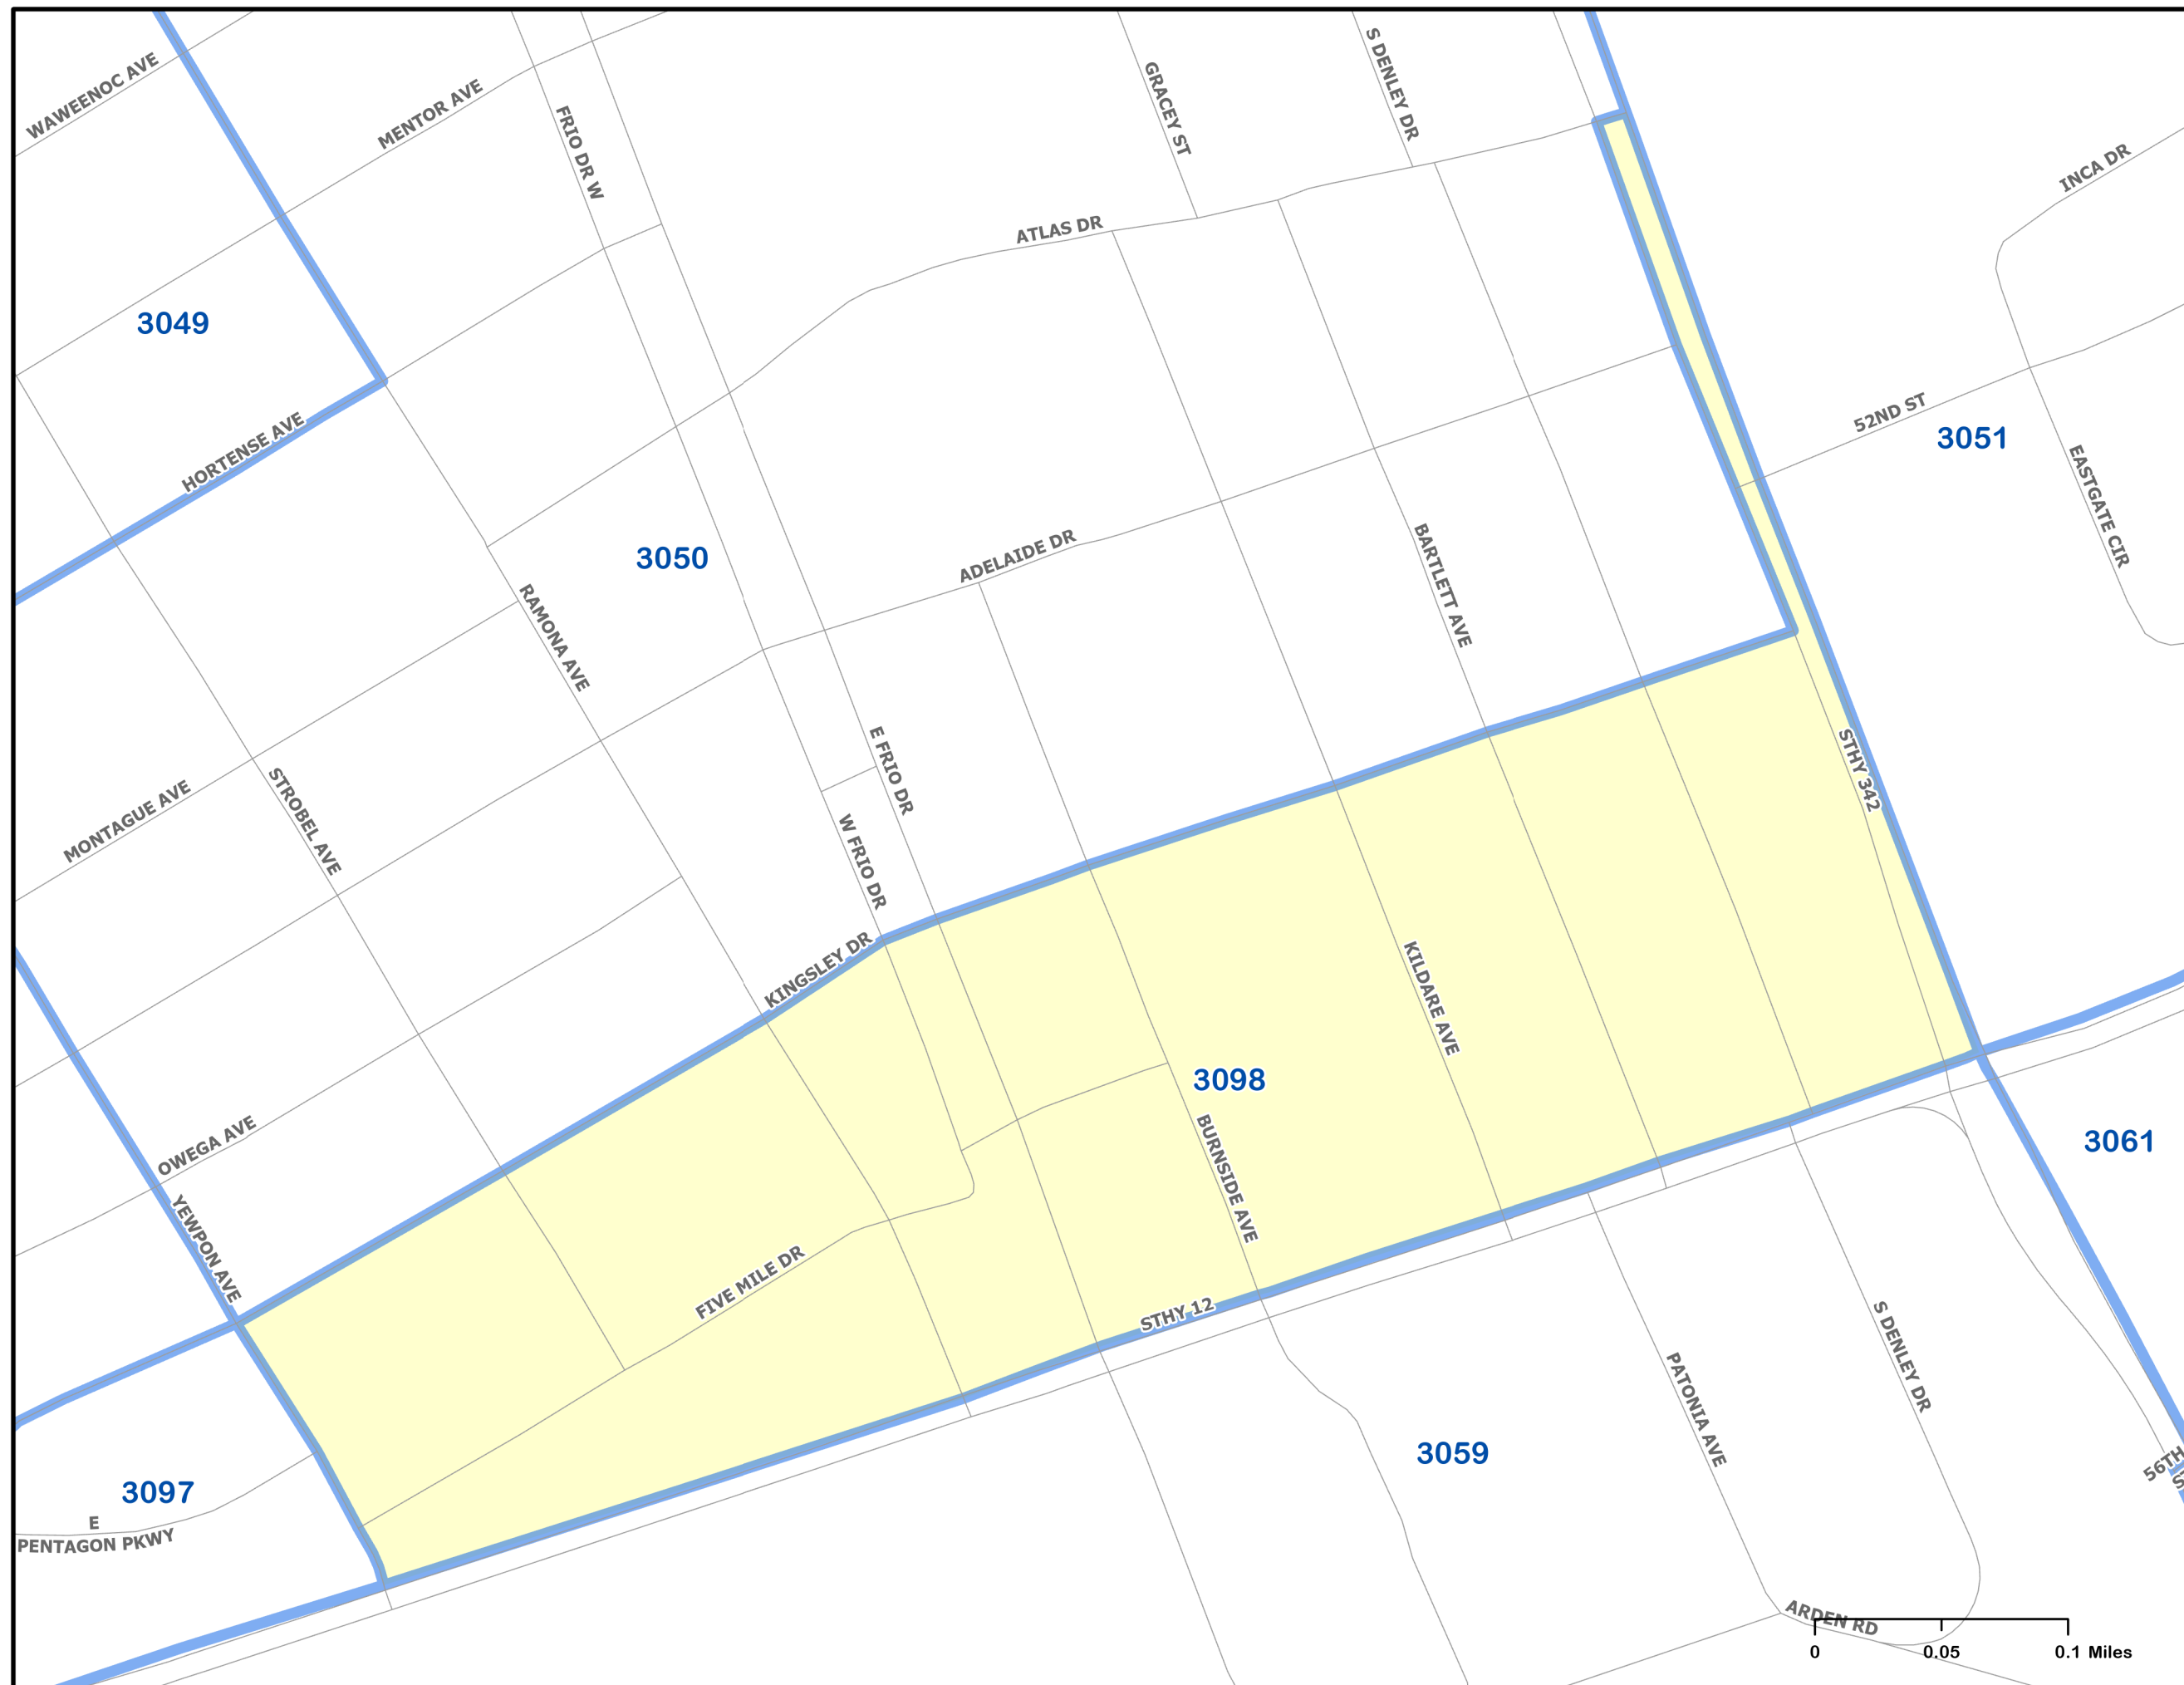 WAWEENOC AVE
MENTOR AVE
FRIO DR W
GRACEY ST
S DENLEY DR
INCA DR
ATLAS DR
3049
52ND ST
3051
HORTENSE AVE
EASTGATE CIR
3050
ADELAIDE DR
BARTLETT AVE
RAMONA AVE
E FRIO DR
STHY 342
MONTAGUE AVE
STROBEL AVE
W FRIO DR
KINGSLEY DR
KILDARE AVE
3098
OWEGA AVE
BURNSIDE AVE
3061
YEWPON AVE
FIVE MILE DR
STHY 12
S DENLEY DR
PATONIA AVE
3059
56TH
S
3097
E
PENTAGON PKWY
ARDEN RD
0 0.05 0.1 Miles